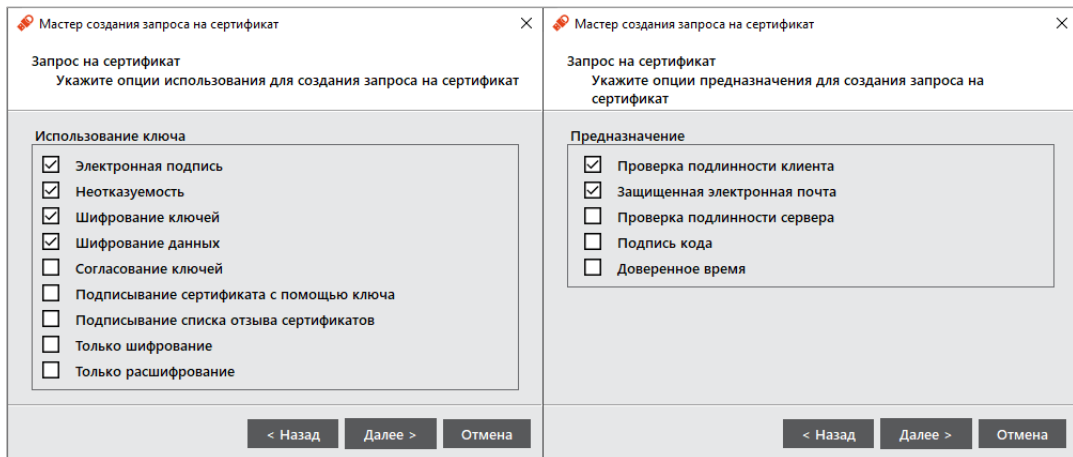 Мастер создания запроса на сертификат
Запрос на сертификат
Укажите опции использования для создания запроса на сертификат
Использование ключа
Электронная подпись
Неотказуемость
Шифрование ключей
Шифрование данных
Согласование ключей
Подписывание сертификата с помощью ключа
Подписывание списка отзыва сертификатов
Только шифрование
Только расшифрование
< Назад
Далее >
Отмена
Мастер создания запроса на сертификат
Запрос на сертификат
Укажите опции предназначения для создания запроса на
сертификат
Предназначение
Проверка подлинности клиента
Защищенная электронная почта
Проверка подлинности сервера
Подпись кода
Доверенное время
< Назад
Далее >
Отмена